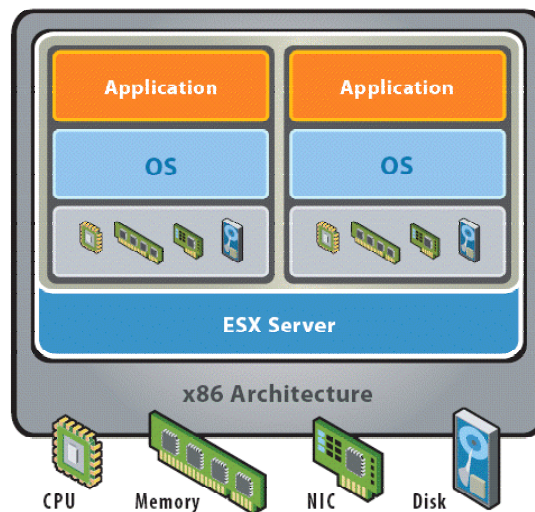 Application Application
OS OS
ESX Server
x86 Architecture
CPU Memory NIC Disk